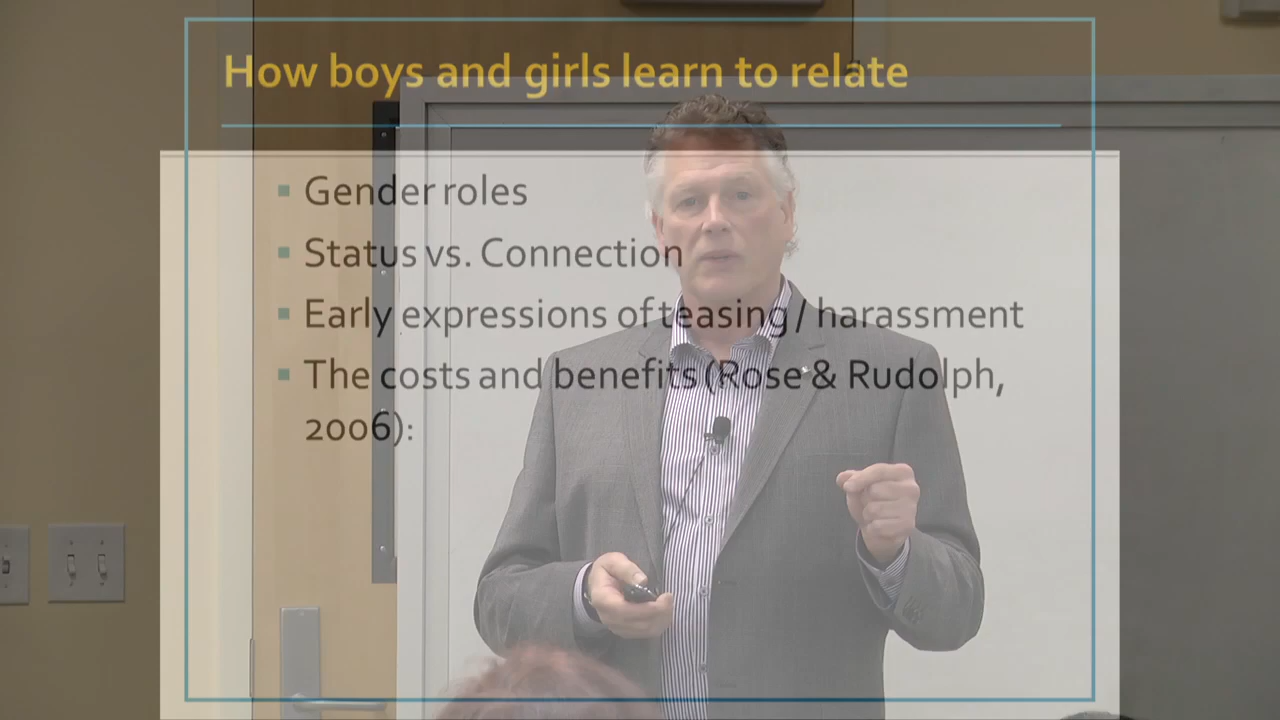 How boys and girls learn to relate
Gender roles
Status vs. Connection
Early expressions of teasing / harassment
The costs and benefits (Rose & Rudolph,
2006):